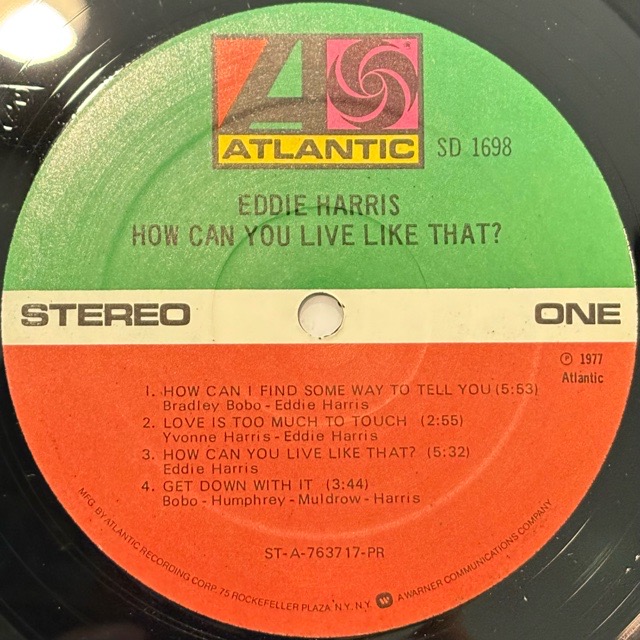 ATLANTIC
SD 1698
EDDIE HARRIS
HOW CAN YOU LIVE LIKE THAT?
STEREO
ONE
℗ 1977
Atlantic
1. HOW CAN I FIND SOME WAY TO TELL YOU (5:53)
Bradley Bobo - Eddie Harris
2. LOVE IS TOO MUCH TO TOUCH (2:55)
Yvonne Harris - Eddie Harris
3. HOW CAN YOU LIVE LIKE THAT? (5:32)
Eddie Harris
4. GET DOWN WITH IT (3:44)
Bobo - Humphrey - Muldrow - Harris
ST-A-763717-PR
MFG. BY ATLANTIC RECORDING CORP. 75 ROCKEFELLER PLAZA N.Y. N.Y. A WARNER COMMUNICATIONS COMPANY